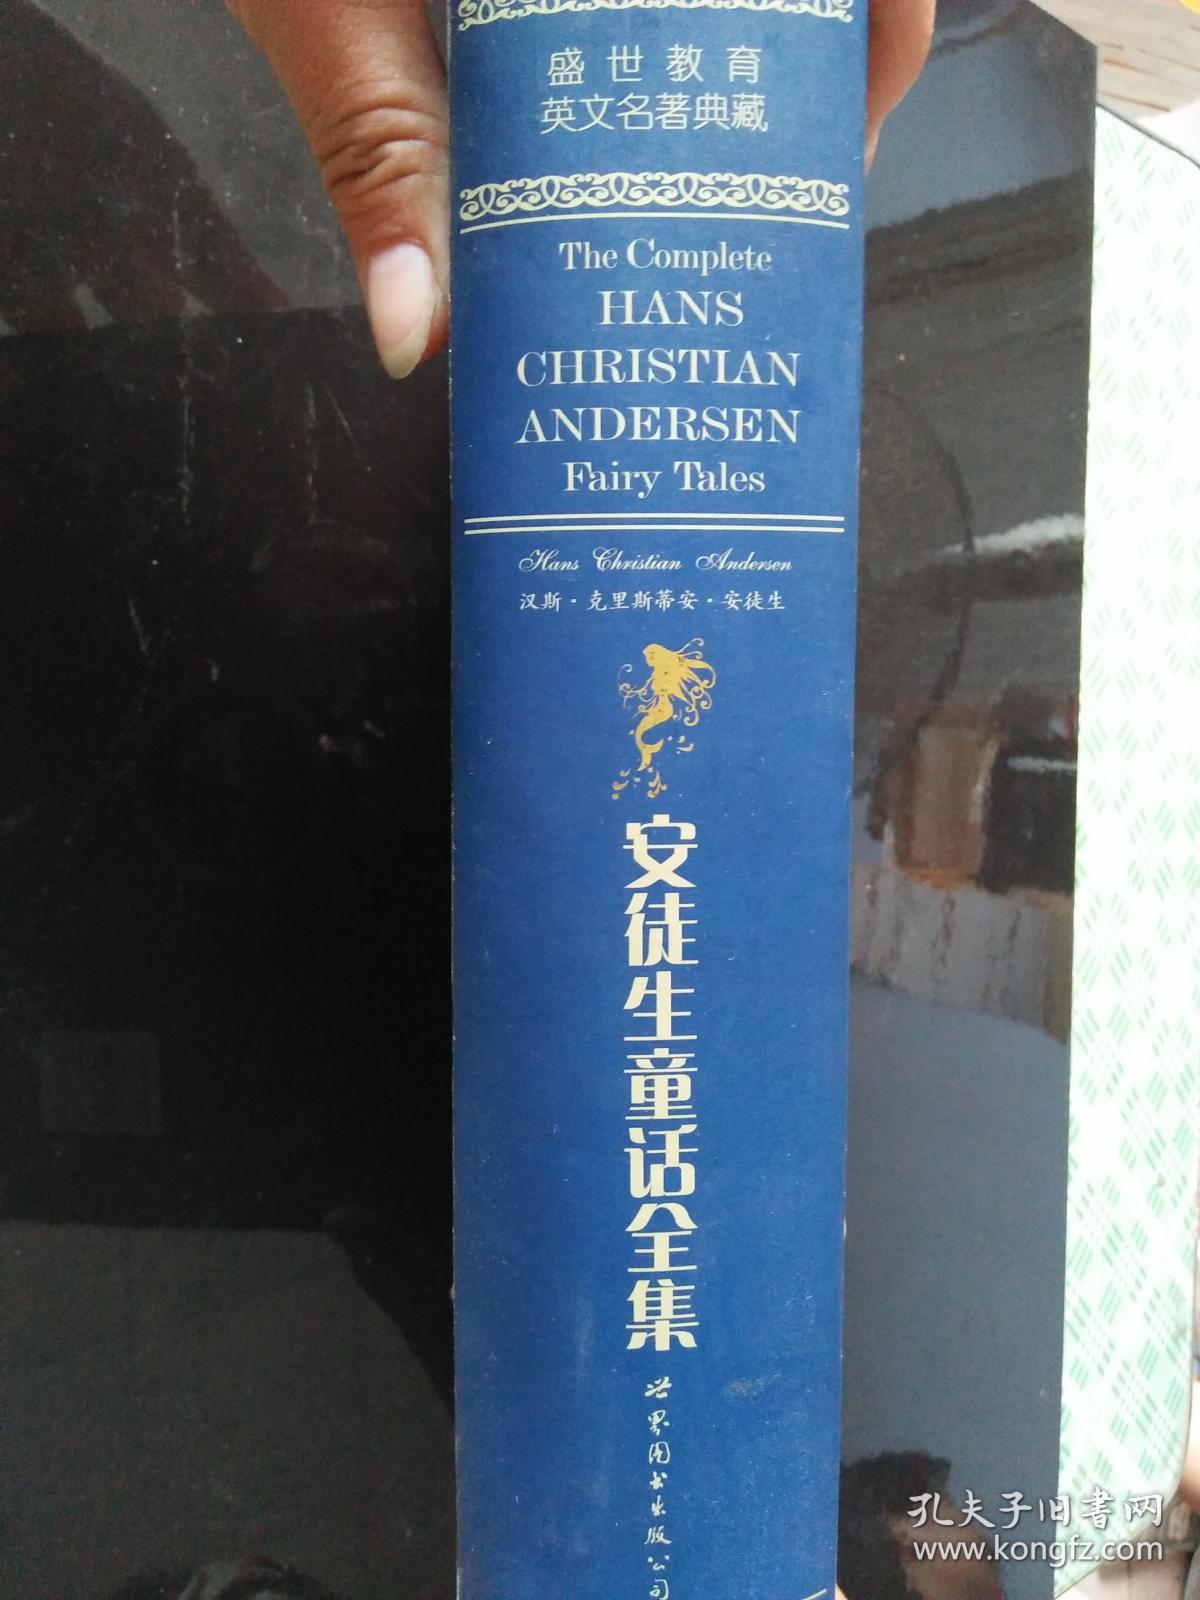 盛世教育
英文名著典藏
The Complete
HANS
CHRISTIAN
ANDERSEN
Fairy Tales
Hans Christian Andersen
汉斯·克里斯蒂安·安徒生
安徒生童话全集
世界图书出版公司
孔夫子旧书网
www.kongfz.com